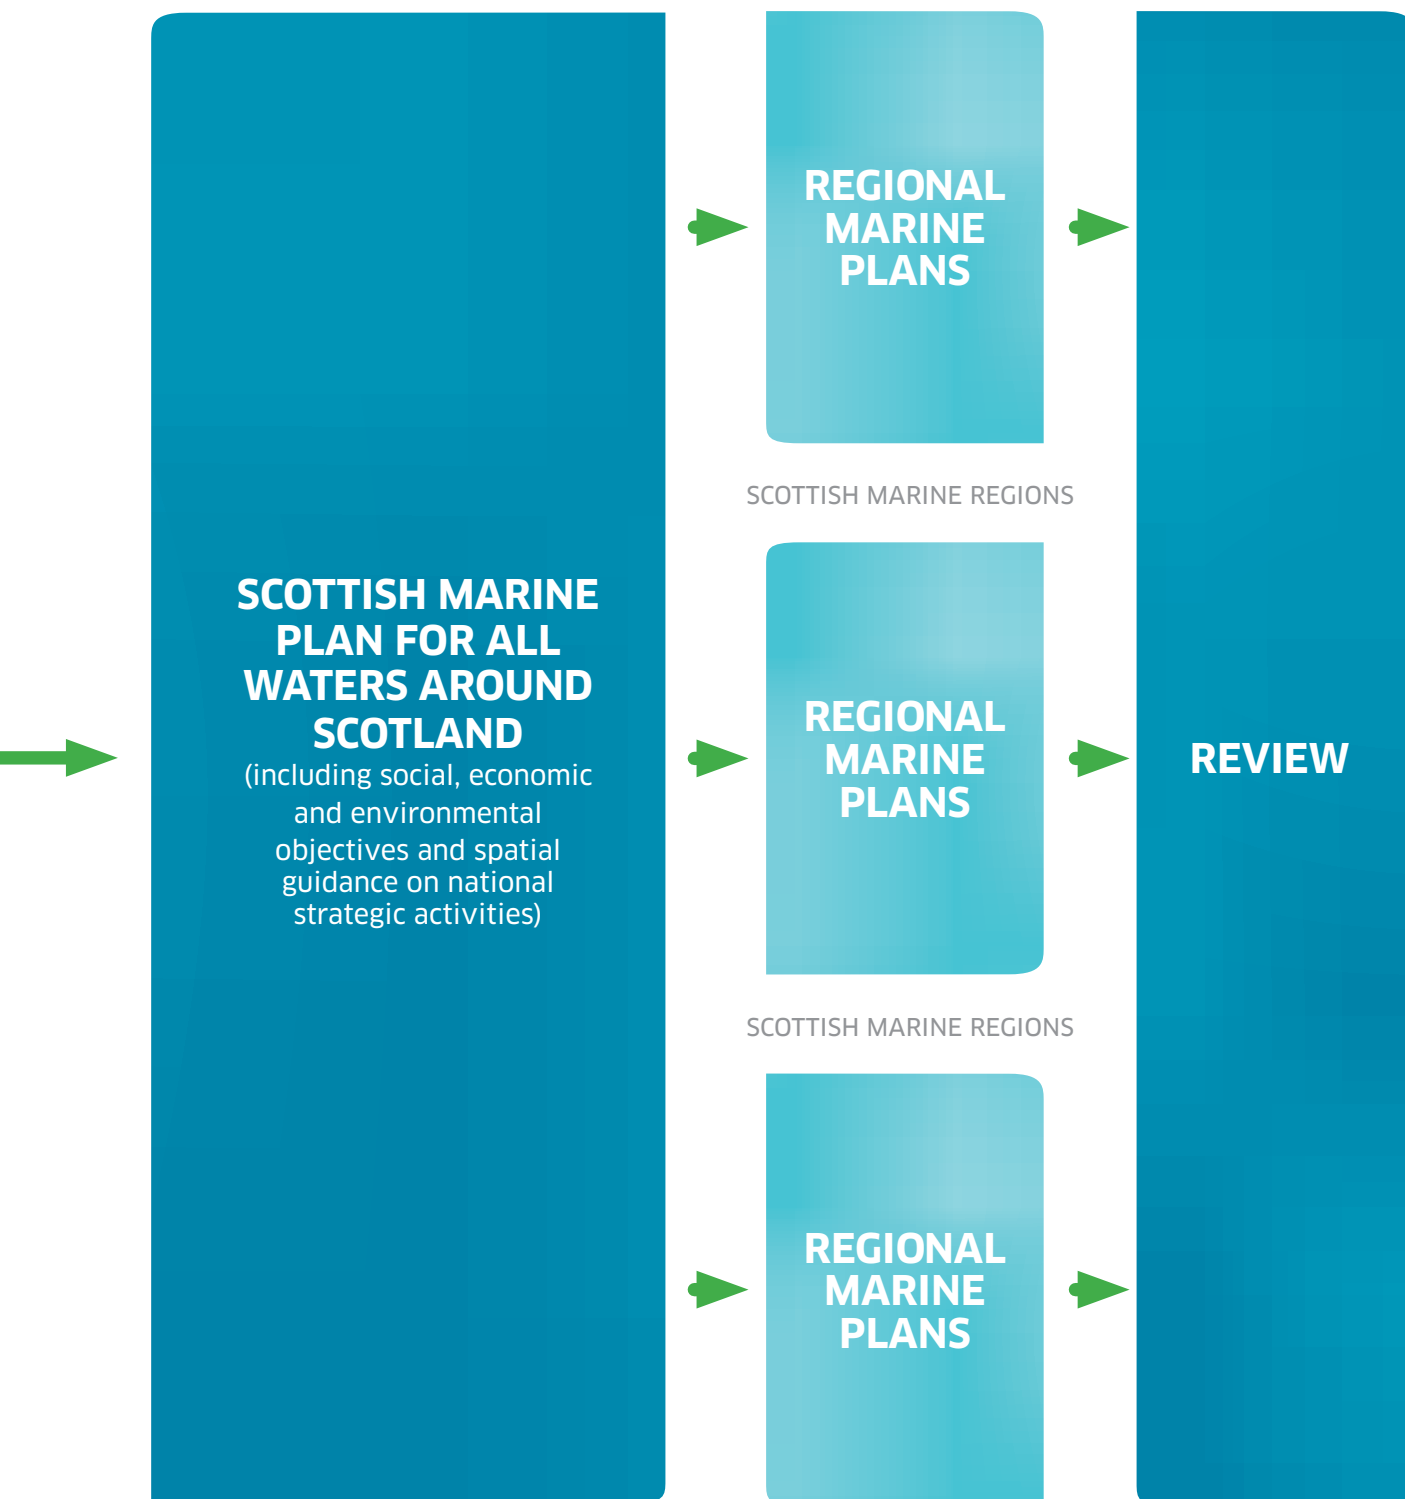 SCOTTISH MARINE
PLAN FOR ALL
WATERS AROUND
SCOTLAND
(including social, economic
and environmental
objectives and spatial
guidance on national
strategic activities)
REGIONAL
MARINE
PLANS
SCOTTISH MARINE REGIONS
REGIONAL
MARINE
PLANS
SCOTTISH MARINE REGIONS
REGIONAL
MARINE
PLANS
REVIEW